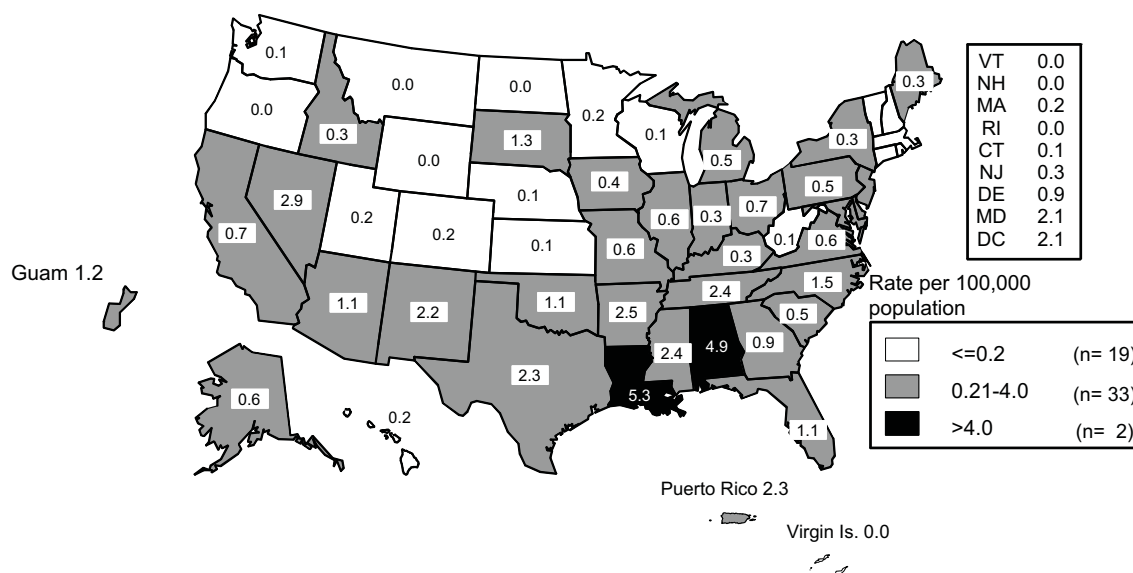 0.1
0.0
0.0
0.2
0.3
0.0
1.3
0.1
0.3
0.3
0.0
0.5
0.4
0.5
2.9
0.2
0.1
0.6
0.3
0.7
0.7
0.2
0.1
0.6
0.3
0.1
0.6
1.1
2.2
1.1
2.5
2.4
1.5
0.5
2.3
5.3
2.4
4.9
0.9
1.1
0.6
0.2
Guam 1.2
Puerto Rico 2.3
Virgin Is. 0.0
VT 0.0
NH 0.0
MA 0.2
RI 0.0
CT 0.1
NJ 0.3
DE 0.9
MD 2.1
DC 2.1
Rate per 100,000
population
<=0.2 (n= 19)
0.21-4.0 (n= 33)
>4.0 (n= 2)